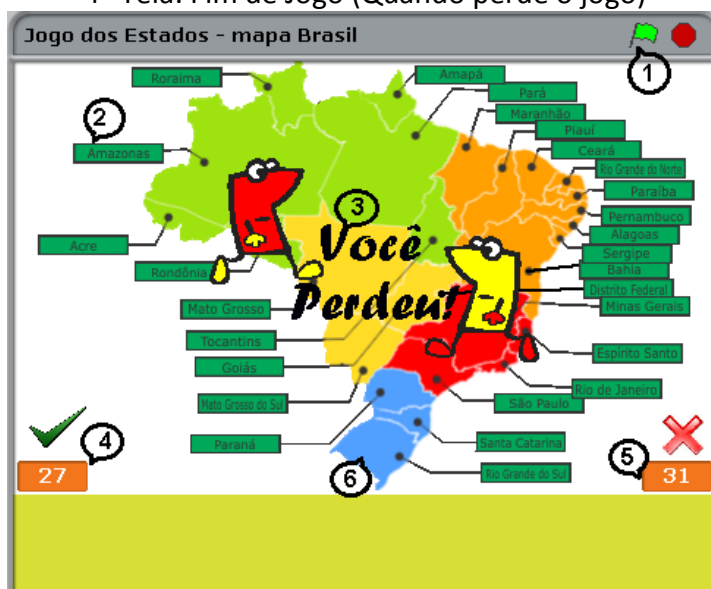 4ª Tela: Fim de Jogo (Quando perde o jogo)
Jogo dos Estados - mapa Brasil
1
Roraima
Amapá
Pará
2
Maranhão
Piauí
Amazonas
Ceará
Rio Grande do Norte
Paraíba
3
Pernambuco
Alagoas
Acre
Você
Sergipe
Rondônia
Bahia
Distrito Federal
Mato Grosso
Perdeu!
Minas Gerais
Tocantins
Espírito Santo
Goiás
Rio de Janeiro
Mato Grosso do Sul
São Paulo
4
Paraná
Santa Catarina
5
27
6
Rio Grande do Sul
31